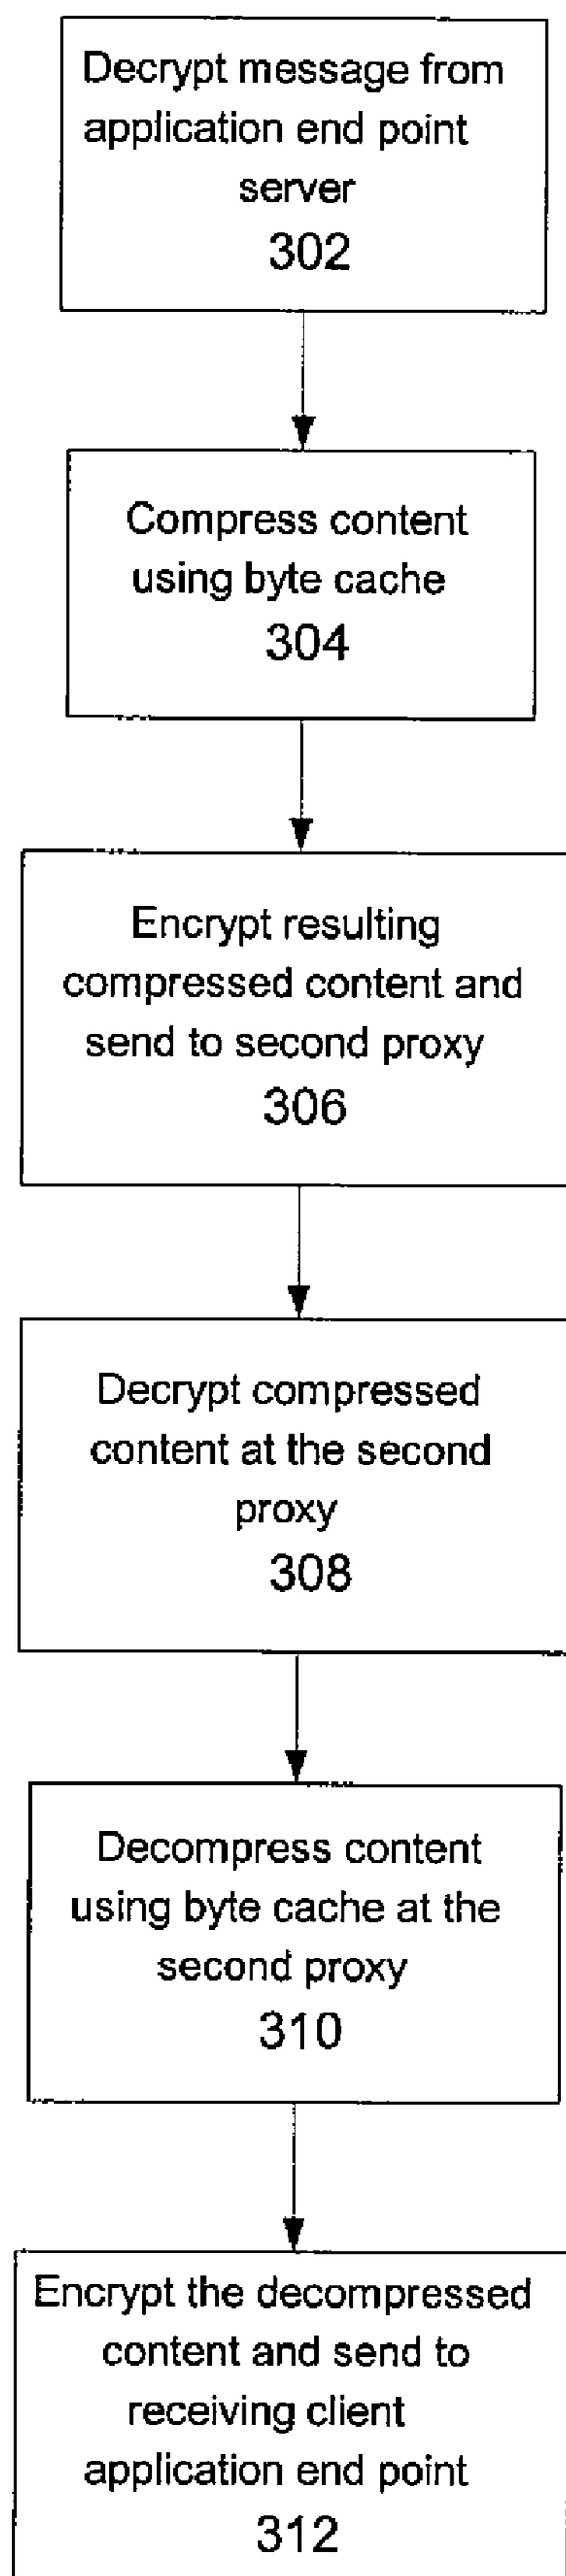 Decrypt message from
application end point
server
302
Compress content
using byte cache
304
Encrypt resulting
compressed content and
send to second proxy
306
Decrypt compressed
content at the second
proxy
308
Decompress content
using byte cache at the
second proxy
310
Encrypt the decompressed
content and send to
receiving client
application end point
312